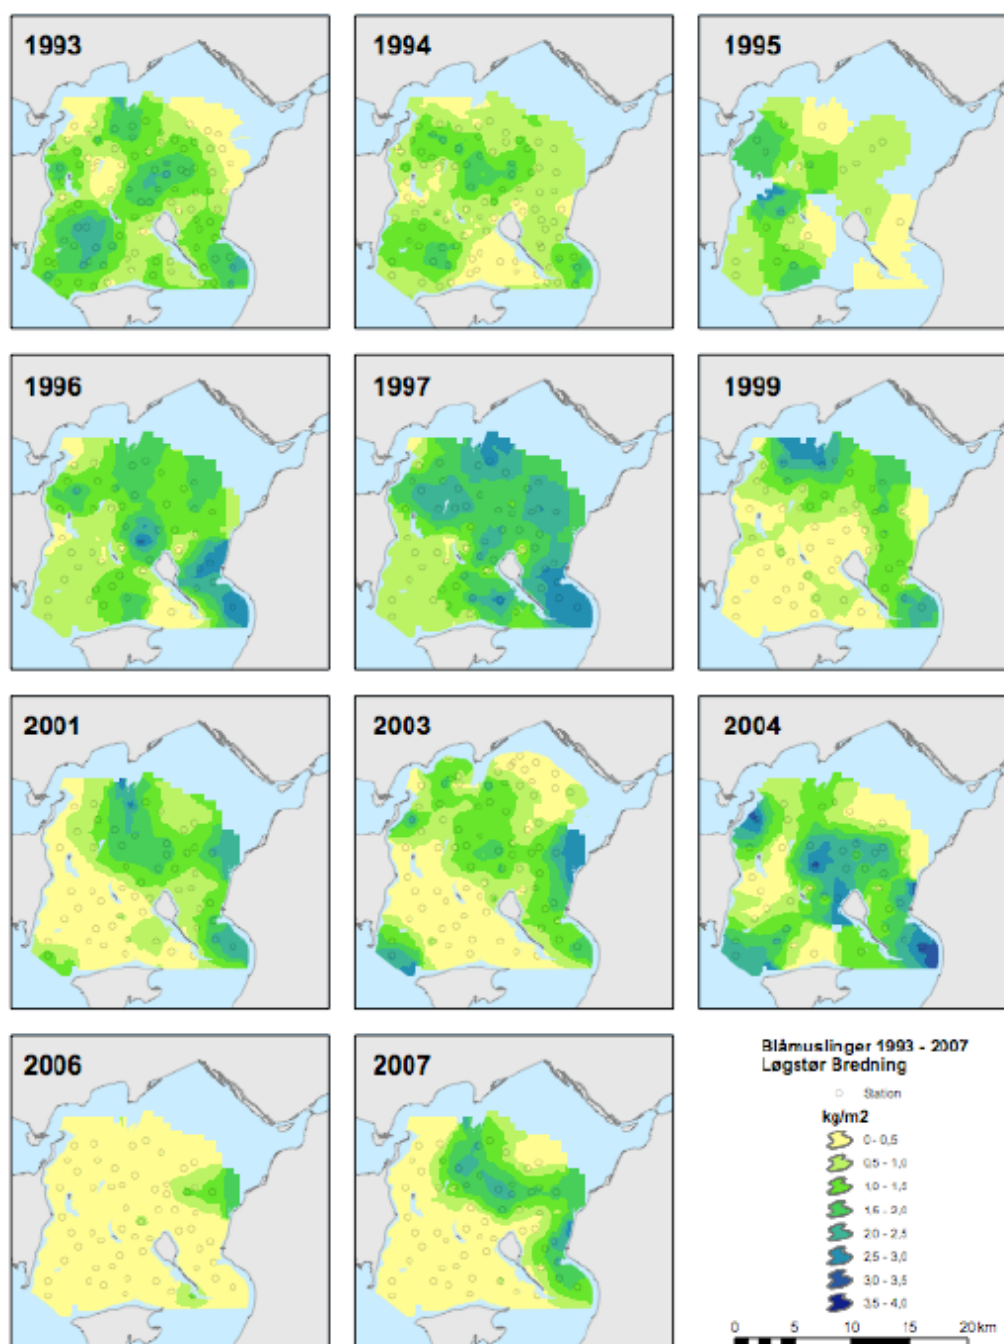 1993
1994
1995
1996
1997
1999
2001
2003
2004
2006
2007
Blåmuslinger 1993 - 2007
Løgstør Bredning
Station
kg/m2
0 - 0,5
0,5 - 1,0
1,0 - 1,5
1,5 - 2,0
2,0 - 2,5
2,5 - 3,0
3,0 - 3,5
3,5 - 4,0
0 5 10 15 20 km